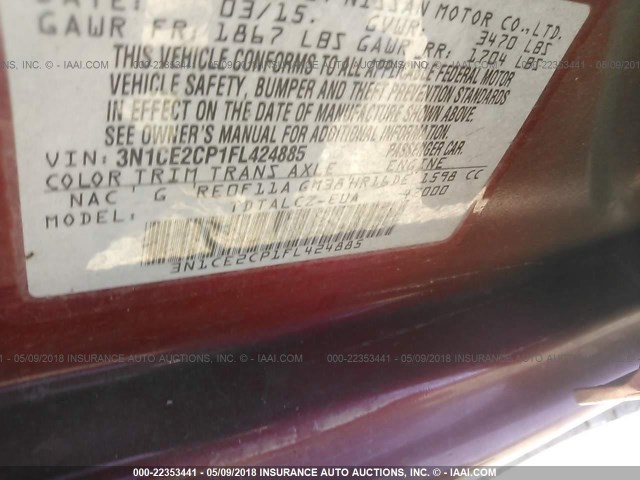 DATE: 03/15. NISSAN MOTOR CO., LTD.
GVWR: 3470 LBS
GAWR FR: 1867 LBS GAWR RR: 1704 LBS
THIS VEHICLE CONFORMS TO ALL APPLICABLE FEDERAL MOTOR
VEHICLE SAFETY, BUMPER AND THEFT PREVENTION STANDARDS
IN EFFECT ON THE DATE OF MANUFACTURE SHOWN ABOVE.
SEE OWNER'S MANUAL FOR ADDITIONAL INFORMATION.
PASSENGER CAR.
VIN: 3N1CE2CP1FL424885
COLOR TRIM TRANS AXLE ENGINE
NAC G RE0F11A GM38 HR16DE 1598 CC
MODEL:
3N1CE2CP1FL424885
000-22353441 - 05/09/2018 INSURANCE AUTO AUCTIONS, INC. - © IAAI.COM